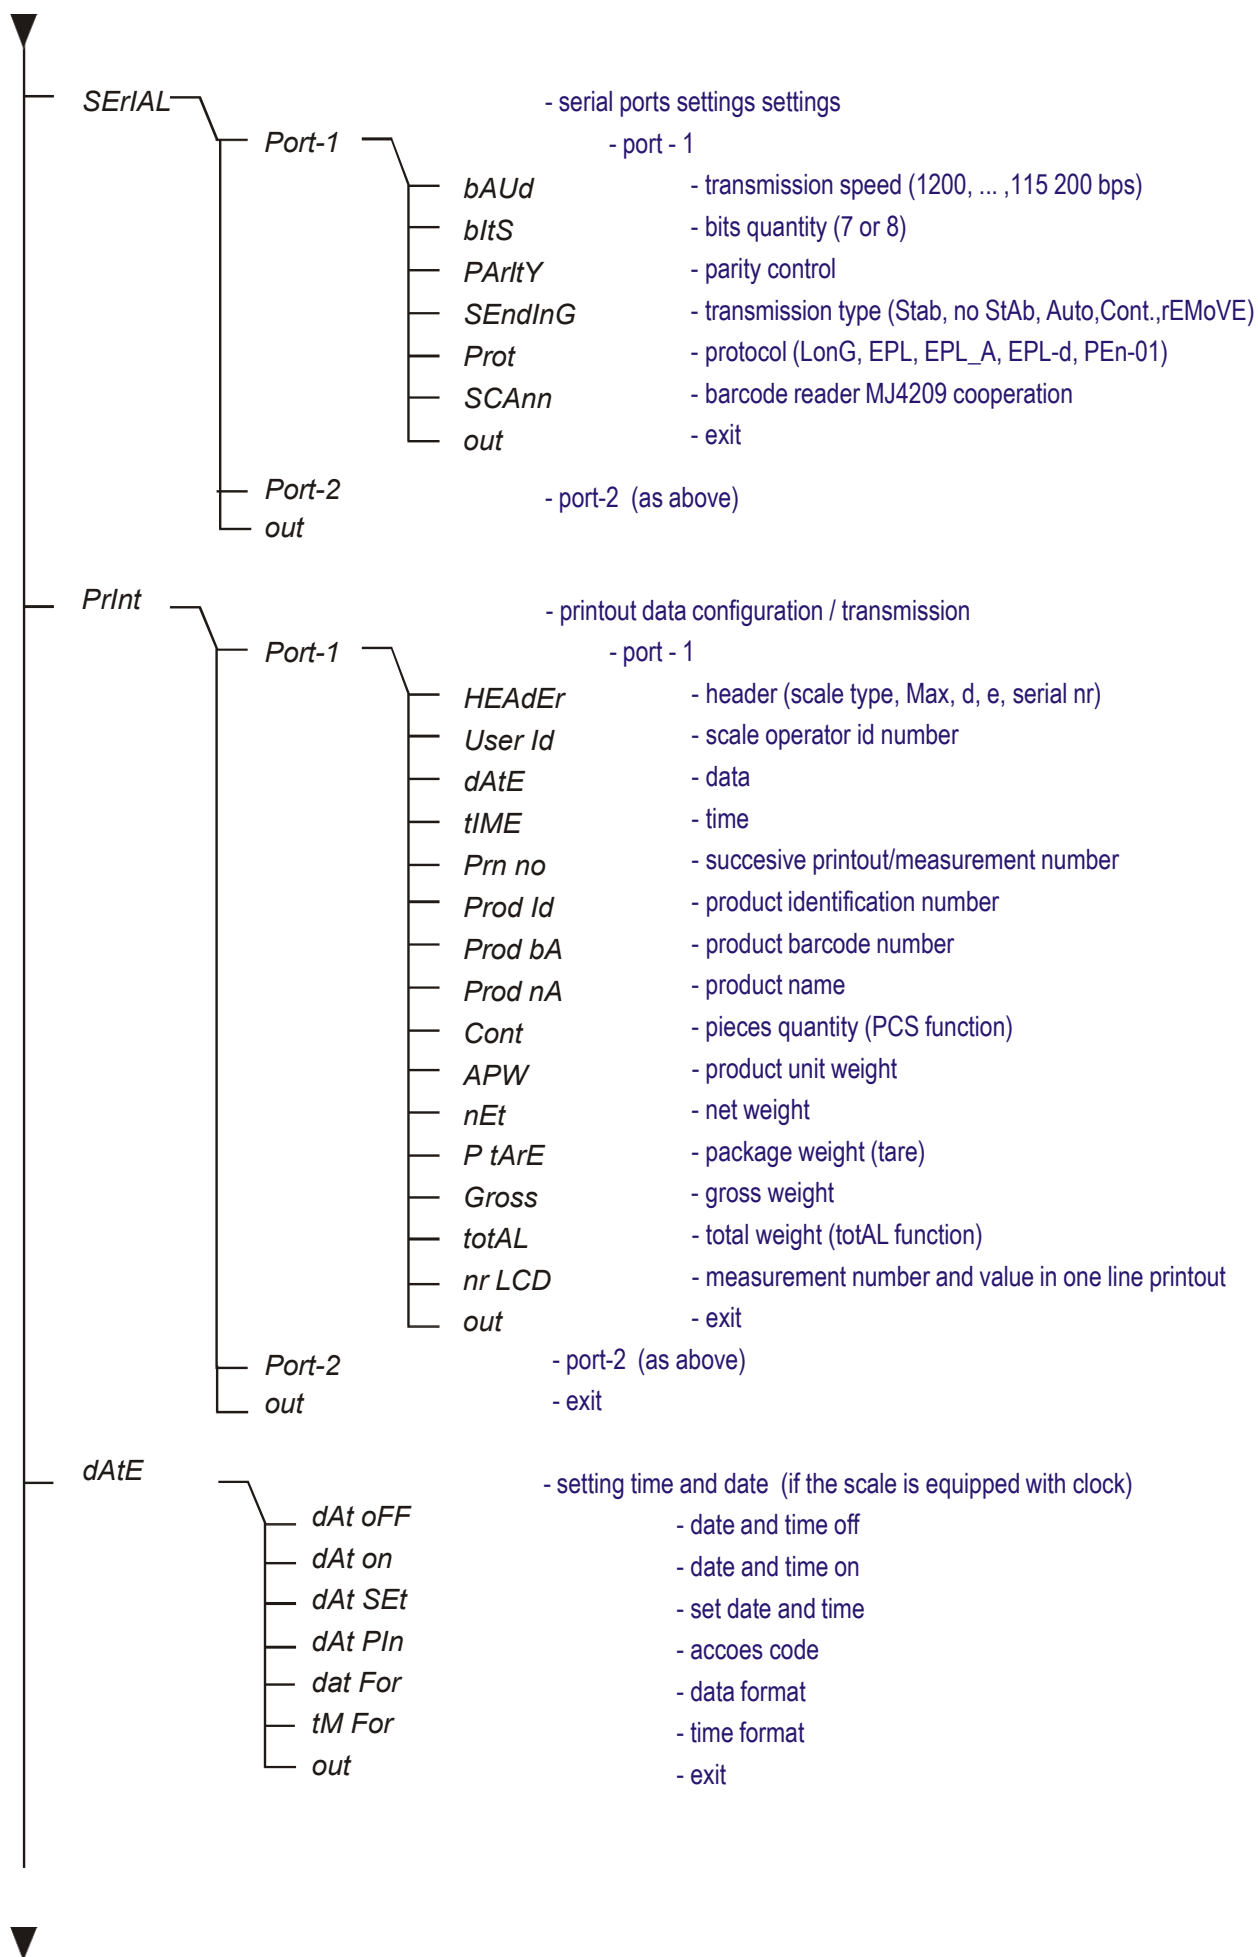 SErIAL - serial ports settings settings
Port-1 - port - 1
bAUd - transmission speed (1200, ... ,115 200 bps)
bItS - bits quantity (7 or 8)
PArItY - parity control
SEndInG - transmission type (Stab, no StAb, Auto,Cont.,rEMoVE)
Prot - protocol (LonG, EPL, EPL_A, EPL-d, PEn-01)
SCAnn - barcode reader MJ4209 cooperation
out - exit
Port-2 - port-2 (as above)
out
PrInt - printout data configuration / transmission
Port-1 - port - 1
HEAdEr - header (scale type, Max, d, e, serial nr)
User Id - scale operator id number
dAtE - data
tIME - time
Prn no - succesive printout/measurement number
Prod Id - product identification number
Prod bA - product barcode number
Prod nA - product name
Cont - pieces quantity (PCS function)
APW - product unit weight
nEt - net weight
P tArE - package weight (tare)
Gross - gross weight
totAL - total weight (totAL function)
nr LCD - measurement number and value in one line printout
out - exit
Port-2 - port-2 (as above)
out - exit
dAtE - setting time and date (if the scale is equipped with clock)
dAt oFF - date and time off
dAt on - date and time on
dAt SEt - set date and time
dAt PIn - accoes code
dat For - data format
tM For - time format
out - exit